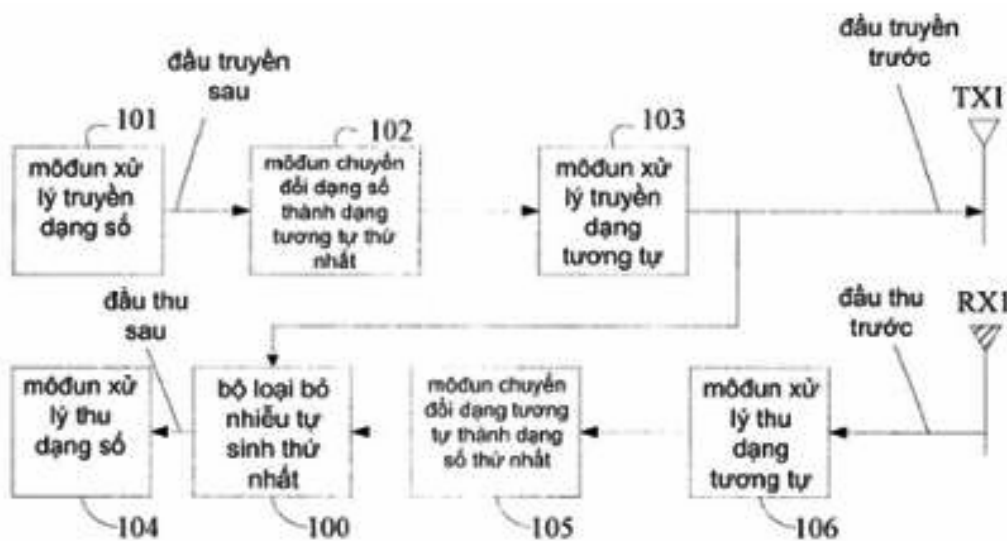 đầu truyền
sau
đầu truyền
trước
TX1
101
102
103
môđun xử
lý truyền
dạng số
môđun chuyển
đổi dạng số
thành dạng
tương tự thứ
nhất
môđun xử
lý truyền
dạng
tương tự
đầu thu
sau
đầu thu
trước
RX1
môđun xử
lý thu
dạng số
bộ loại bỏ
nhiễu tự
sinh thứ
nhất
môđun chuyển
đổi dạng tương
tự thành dạng
số thứ nhất
môđun xử
lý thu
dạng
tương tự
104
100
105
106